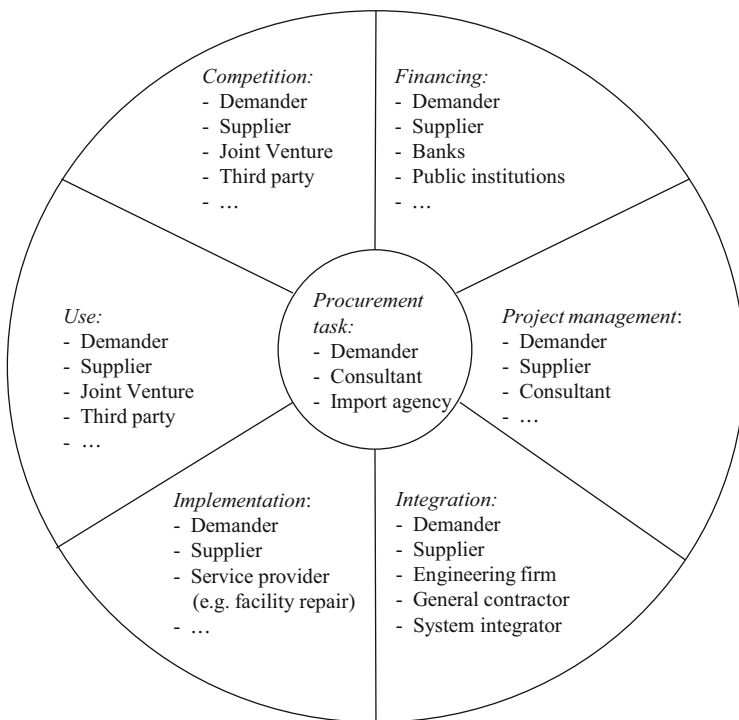 Competition:
- Demander
- Supplier
- Joint Venture
- Third party
- ...
Financing:
- Demander
- Supplier
- Banks
- Public institutions
- ...
Use:
- Demander
- Supplier
- Joint Venture
- Third party
- ...
Procurement
task:
- Demander
- Consultant
- Import agency
Project management:
- Demander
- Supplier
- Consultant
- ...
Implementation:
- Demander
- Supplier
- Service provider
(e.g. facility repair)
- ...
Integration:
- Demander
- Supplier
- Engineering firm
- General contractor
- System integrator